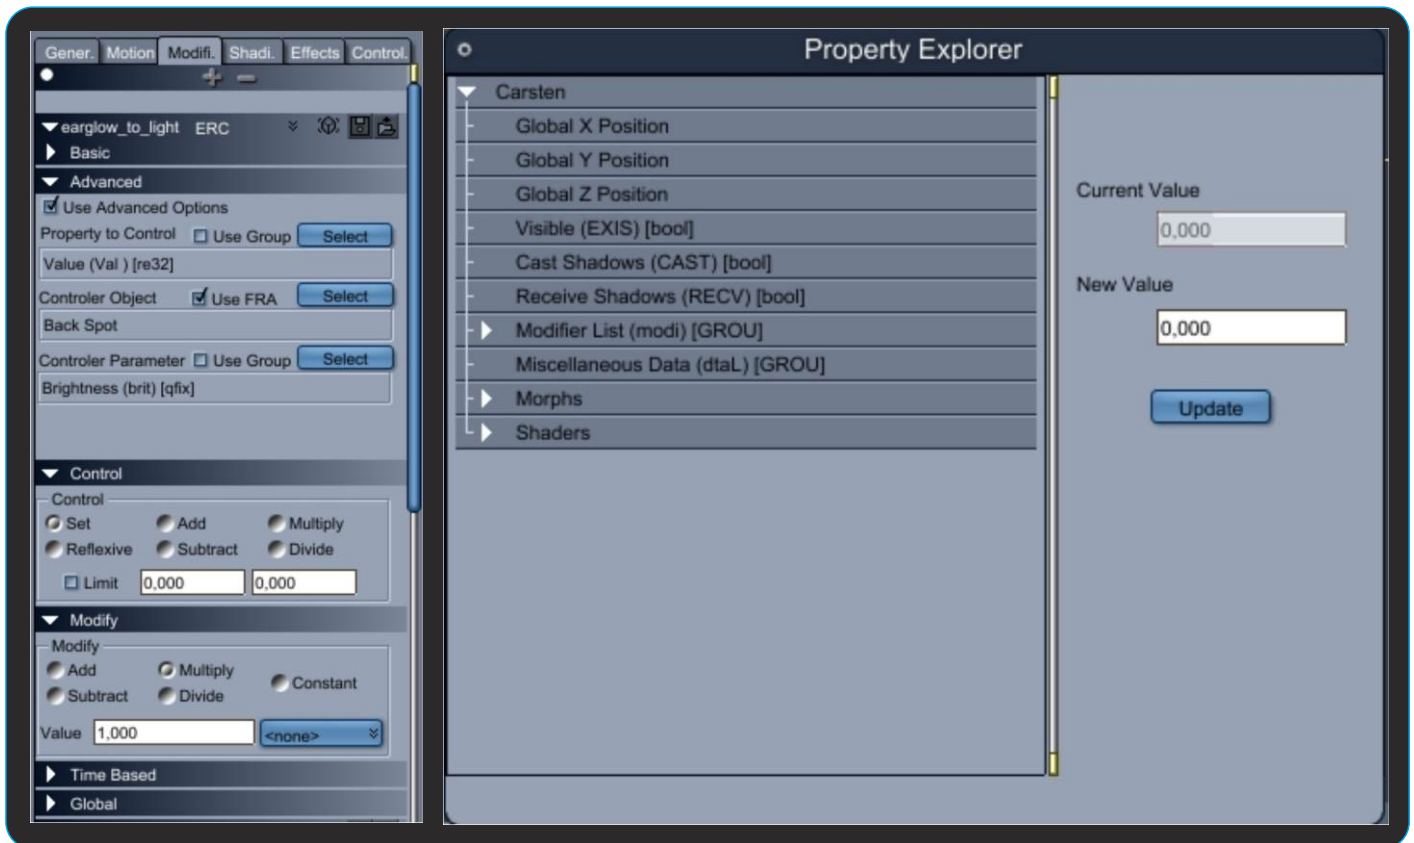 Gener. Motion Modifi. Shadi. Effects Control.
earglow_to_light ERC
Basic
Advanced
Use Advanced Options
Property to Control Use Group Select
Value (Val ) [re32]
Controler Object Use FRA Select
Back Spot
Controler Parameter Use Group Select
Brightness (brit) [qfix]
Control
Control
Set Add Multiply
Reflexive Subtract Divide
Limit 0,000 0,000
Modify
Modify
Add Multiply
Constant
Subtract Divide
Value 1,000 <none>
Time Based
Global
Property Explorer
Carsten
Global X Position
Global Y Position
Global Z Position
Visible (EXIS) [bool]
Cast Shadows (CAST) [bool]
Receive Shadows (RECV) [bool]
Modifier List (modi) [GROU]
Miscellaneous Data (dtaL) [GROU]
Morphs
Shaders
Current Value
0,000
New Value
0,000
Update